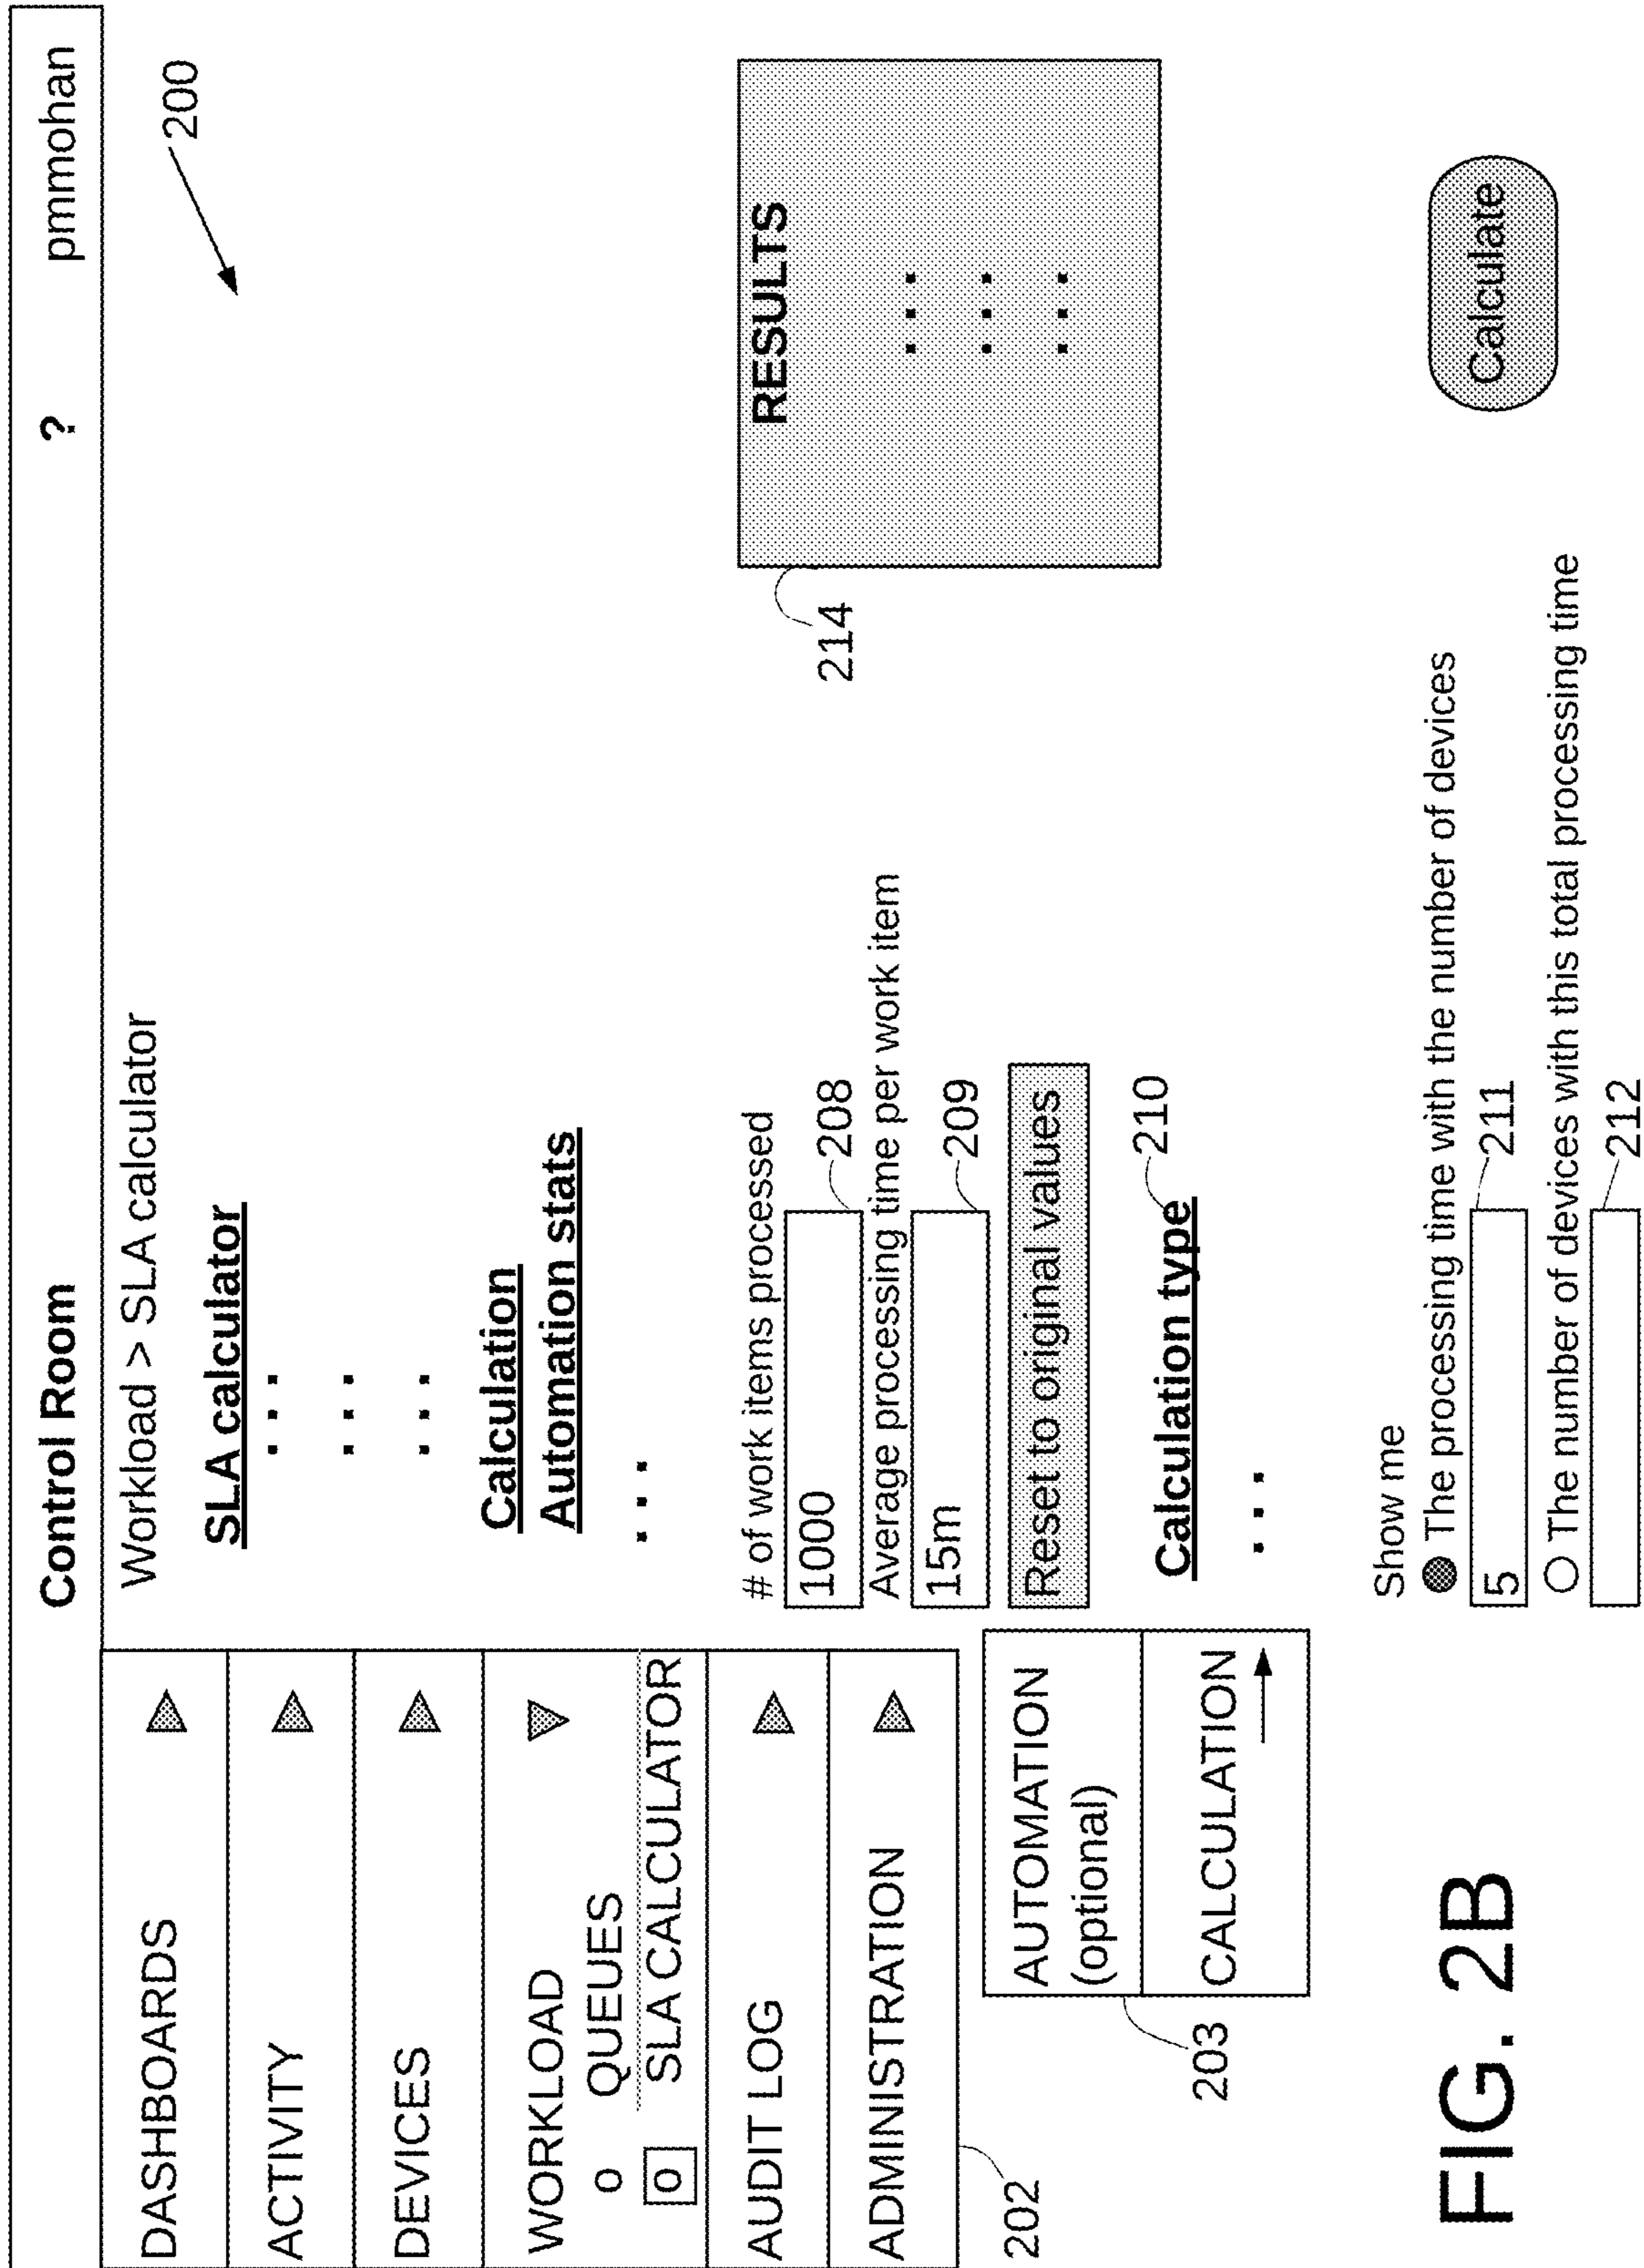 Control Room ? pmmohan
200
DASHBOARDS
ACTIVITY
DEVICES
WORKLOAD
o QUEUES
o SLA CALCULATOR
AUDIT LOG
ADMINISTRATION
202
AUTOMATION
(optional)
CALCULATION
203
Workload > SLA calculator
SLA calculator
Calculation
Automation stats
# of work items processed
1000
208
Average processing time per work item
15m
209
Reset to original values
Calculation type
210
Show me
The processing time with the number of devices
5
211
The number of devices with this total processing time
212
RESULTS
214
Calculate
FIG. 2B